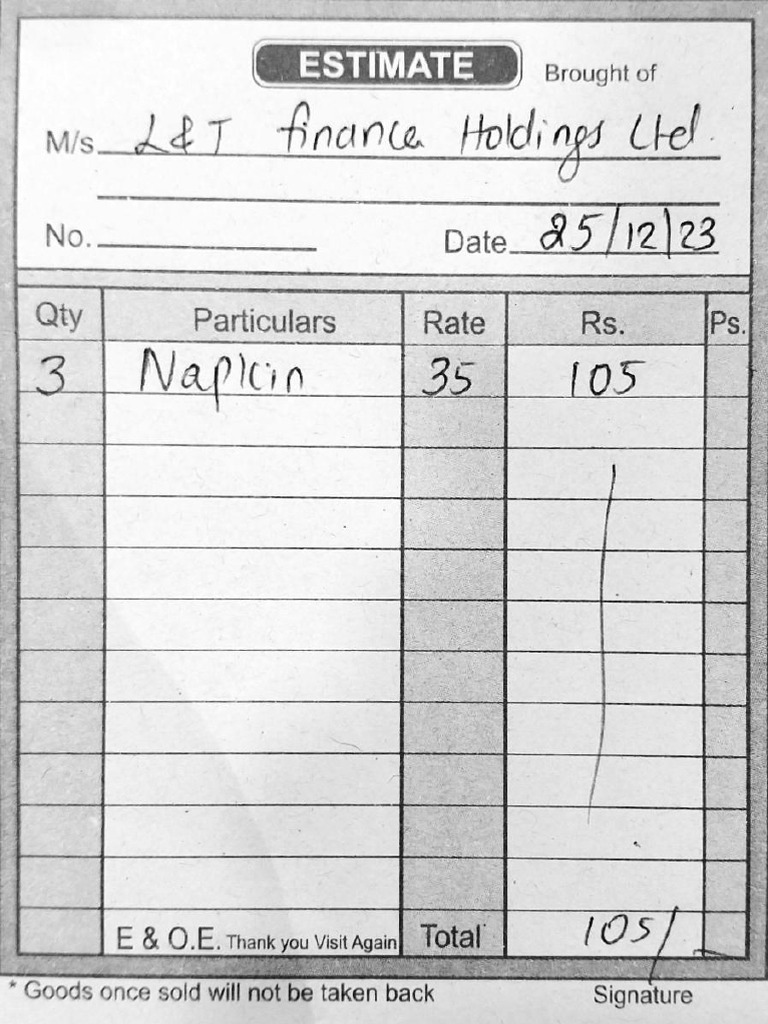 ESTIMATE Brought of
M/s. L&T finance Holdings Ltd.
No. Date 25/12/23
Qty Particulars Rate Rs. Ps.
3 Napkin 35 105
E & O.E. Thank you Visit Again Total 105/-
* Goods once sold will not be taken back Signature